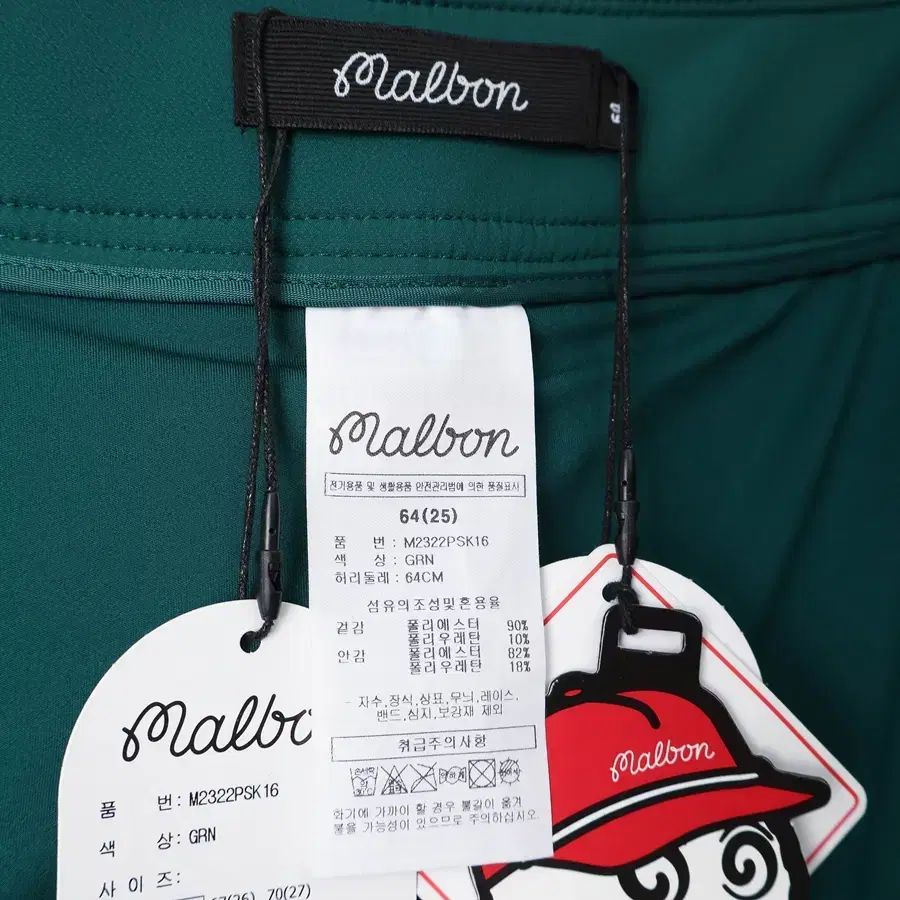 Malbon
64
Malbon
전기용품 및 생활용품 안전관리법에 의한 품질표시
64(25)
품 번 : M2322PSK16
색 상 : GRN
허리둘레 : 64CM
섬유의조성및혼용율
겉감 폴리에스터 90%
폴리우레탄 10%
안감 폴리에스터 82%
폴리우레탄 18%
- 자수,장식,상표,무늬,레이스,
밴드,심지,보강재 제외
취급주의사항
화기에 가까이 할 경우 불길이 옮겨
붙을 가능성이 있으므로 주의하십시오.
Malbon
품 번: M2322PSK16
색 상: GRN
사 이 즈:
67(26) 70(27)
Malbon